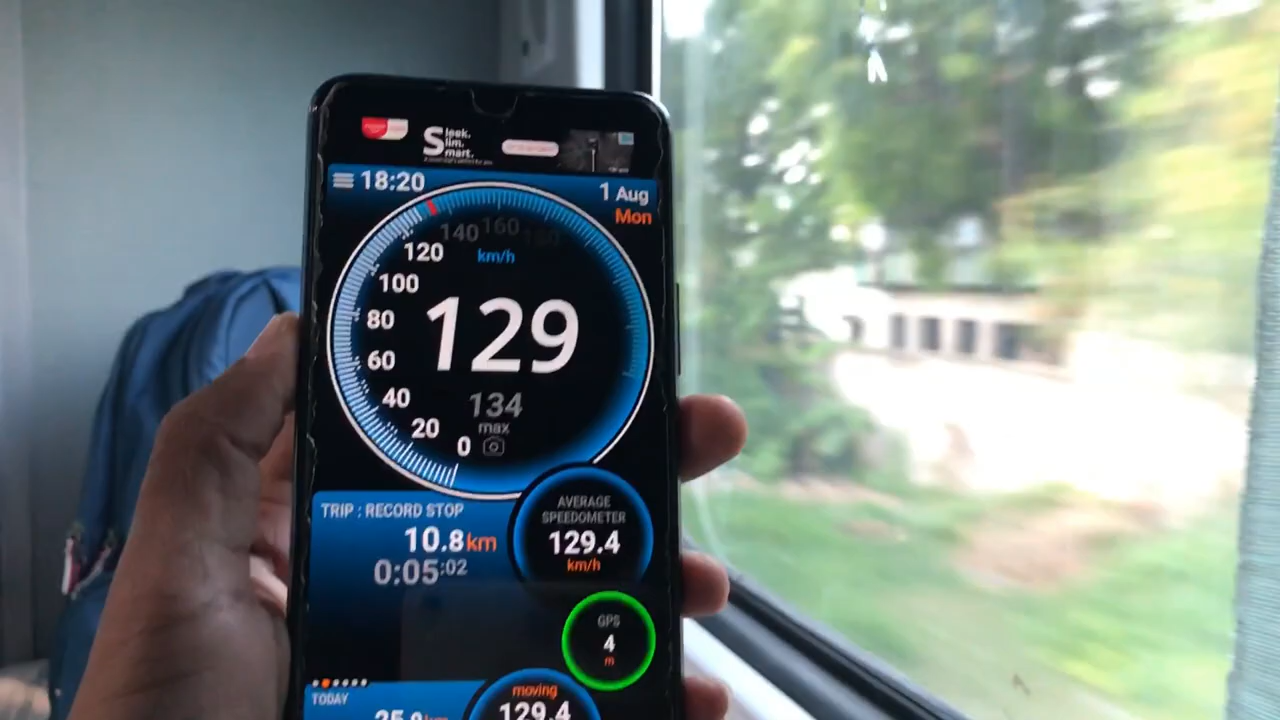 Sleek.
Slim.
Smart.
18:20
1 Aug
Mon
140 160 180
120
km/h
100
129
80
60
40
134
max
20
0
TRIP : RECORD STOP
AVERAGE
SPEEDOMETER
10.8km
129.4
km/h
0:05:02
GPS
4
m
TODAY
moving
129.4